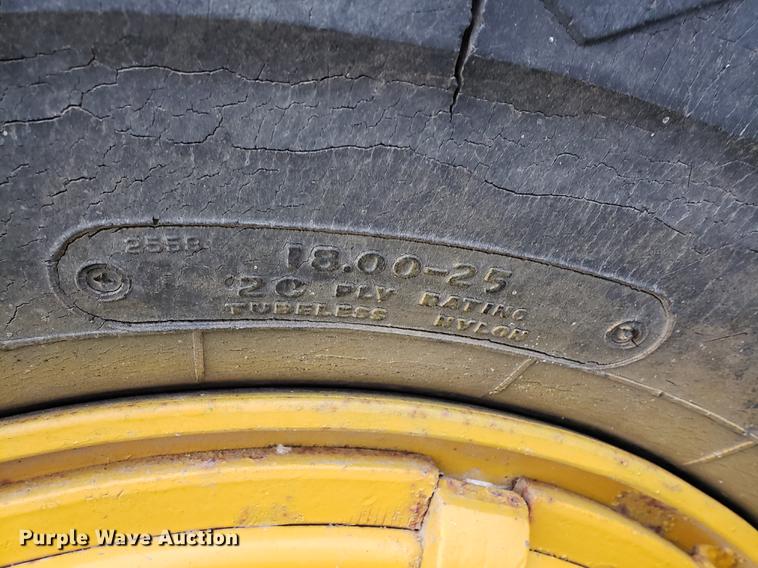 2558
18.00-25
20 PLY RATING
TUBELESS NYLON
Purple Wave Auction